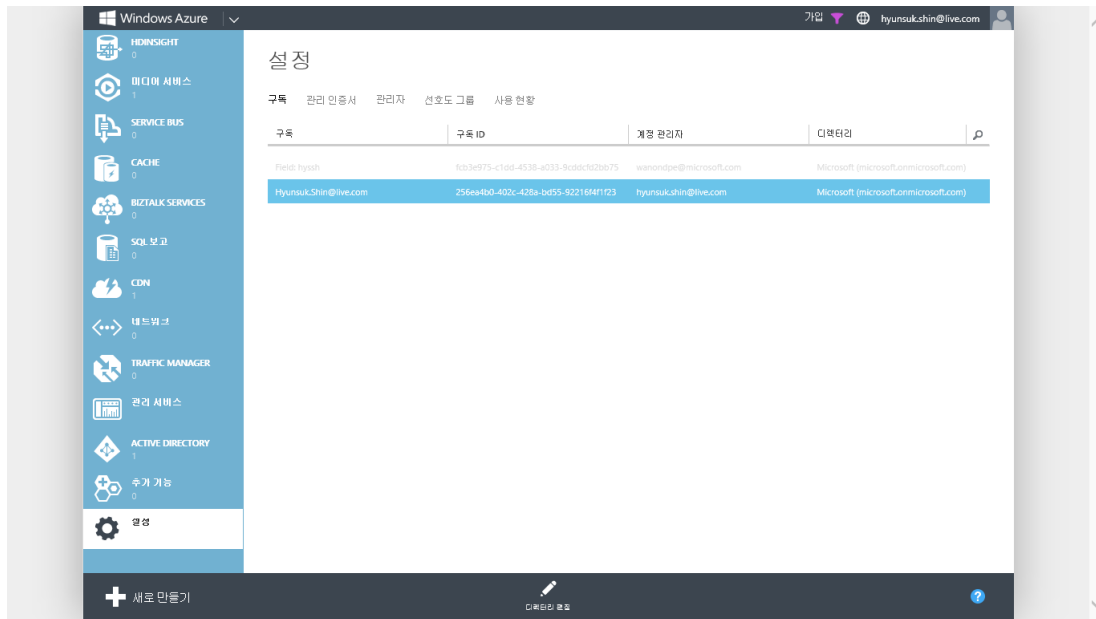 Windows Azure
가입
hyunsuk.shin@live.com
HDINSIGHT
0
미디어 서비스
1
SERVICE BUS
0
CACHE
0
BIZTALK SERVICES
0
SQL 보고
0
CDN
1
네트워크
0
TRAFFIC MANAGER
0
관리 서비스
ACTIVE DIRECTORY
1
추가 기능
0
설정
새로 만들기
설정
구독 관리 인증서 관리자 선호도 그룹 사용 현황
구독 구독 ID 계정 관리자 디렉터리
Field: hyssh fcb3e975-c1dd-4538-a033-9cddcfd2bb75 wanondpe@microsoft.com Microsoft (microsoft.onmicrosoft.com)
Hyunsuk.Shin@live.com 256ea4b0-402c-428a-bd55-92216f4f1f23 hyunsuk.shin@live.com Microsoft (microsoft.onmicrosoft.com)
디렉터리 편집
?